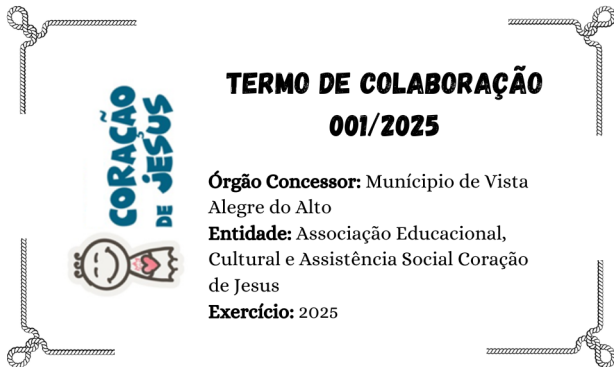 CORAÇÃO
DE JESUS
TERMO DE COLABORAÇÃO
001/2025
Órgão Concessor: Munícipio de Vista
Alegre do Alto
Entidade: Associação Educacional,
Cultural e Assistência Social Coração
de Jesus
Exercício: 2025